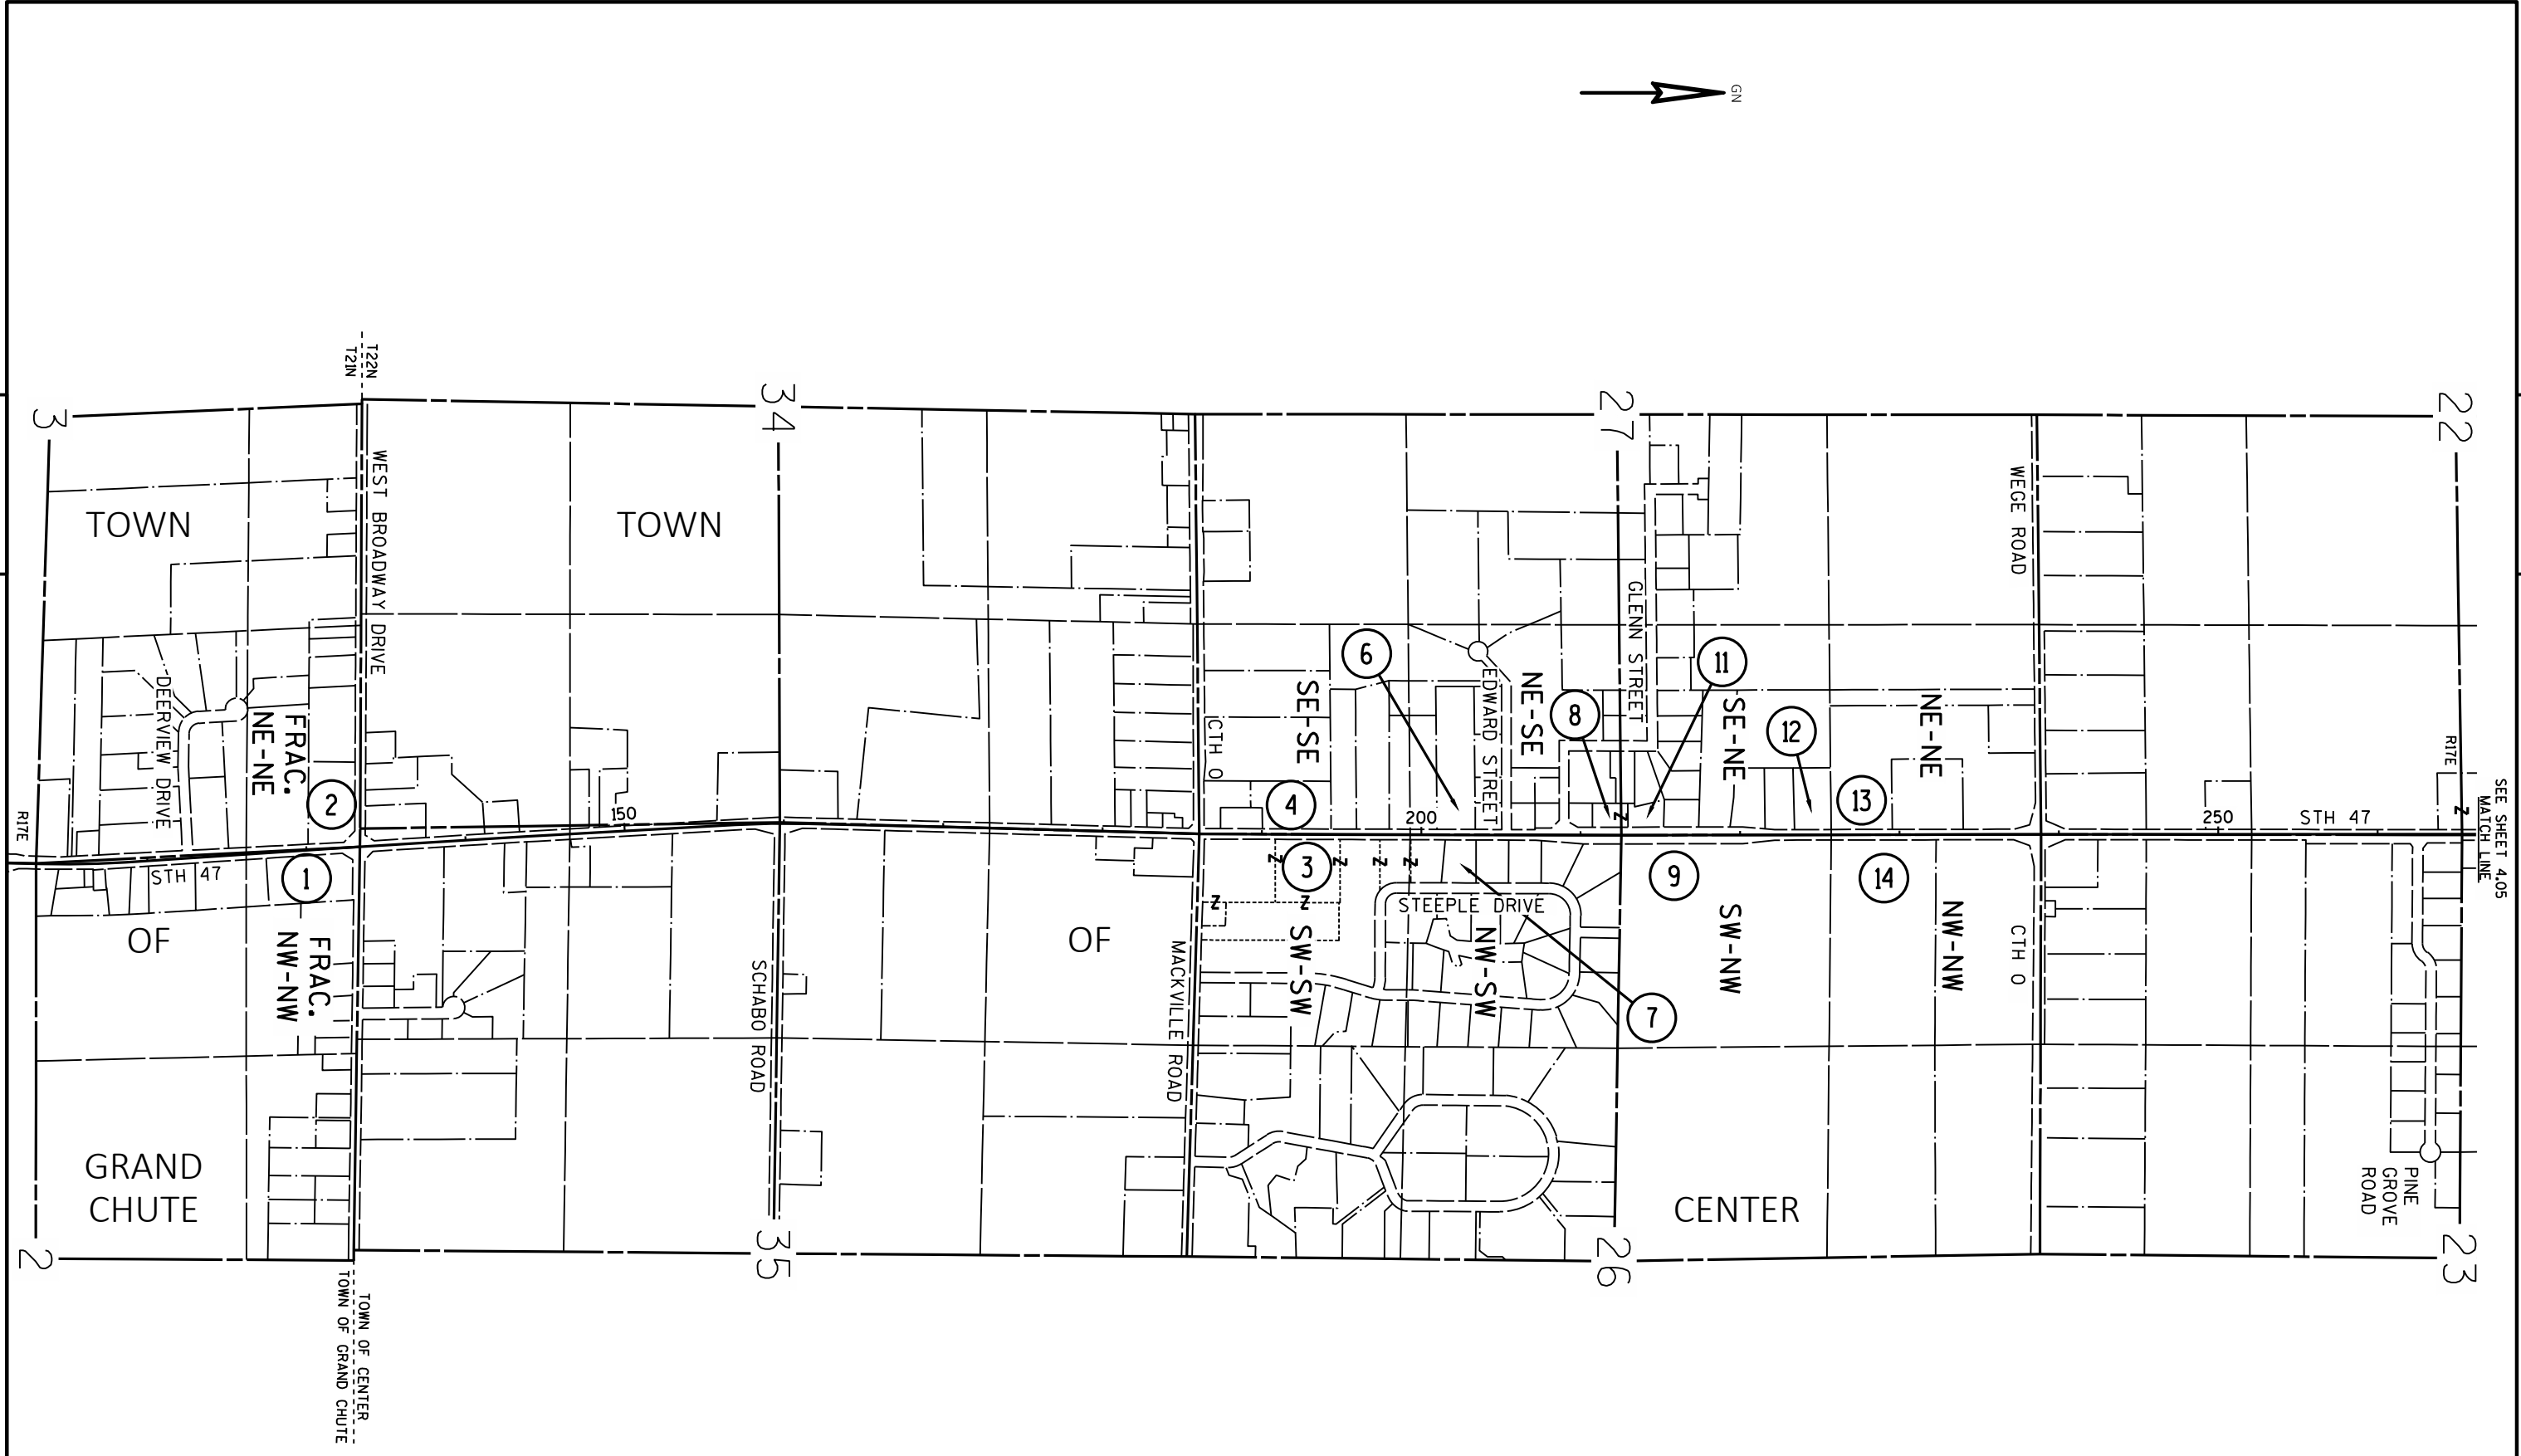 GN
T22N
T21N
3
34
27
22
WEST BROADWAY DRIVE
WEGE ROAD
TOWN
TOWN
GLENN STREET
6
11
DEERVIEW DRIVE
FRAC.
NE-NE
SE-SE
EDWARD STREET
NE-SE
8
SE-NE
12
NE-NE
CTH O
R17E
2
4
13
SEE SHEET 4.05
MATCH LINE
R17E
150
200
Z
250
STH 47
Z
STH 47
1
Z
3
Z
Z
Z
9
14
Z
Z
STEEPLE DRIVE
OF
FRAC.
NW-NW
OF
SW-SW
NW-SW
SW-NW
NW-NW
CTH O
SCHABO ROAD
MACKVILLE ROAD
7
GRAND
CHUTE
CENTER
PINE
GROVE
ROAD
2
35
26
23
TOWN OF CENTER
TOWN OF GRAND CHUTE